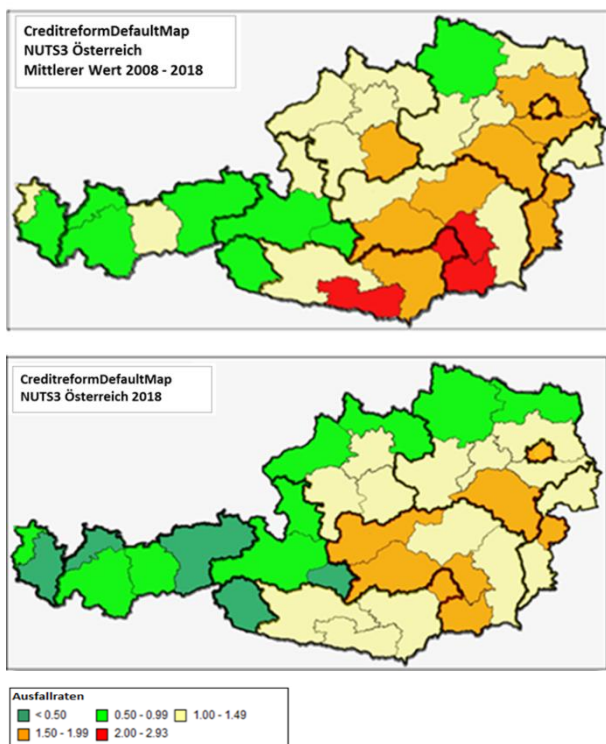 CreditreformDefaultMap
NUTS3 Österreich
Mittlerer Wert 2008 - 2018
CreditreformDefaultMap
NUTS3 Österreich 2018
Ausfallraten
< 0.50 0.50 - 0.99 1.00 - 1.49
1.50 - 1.99 2.00 - 2.93